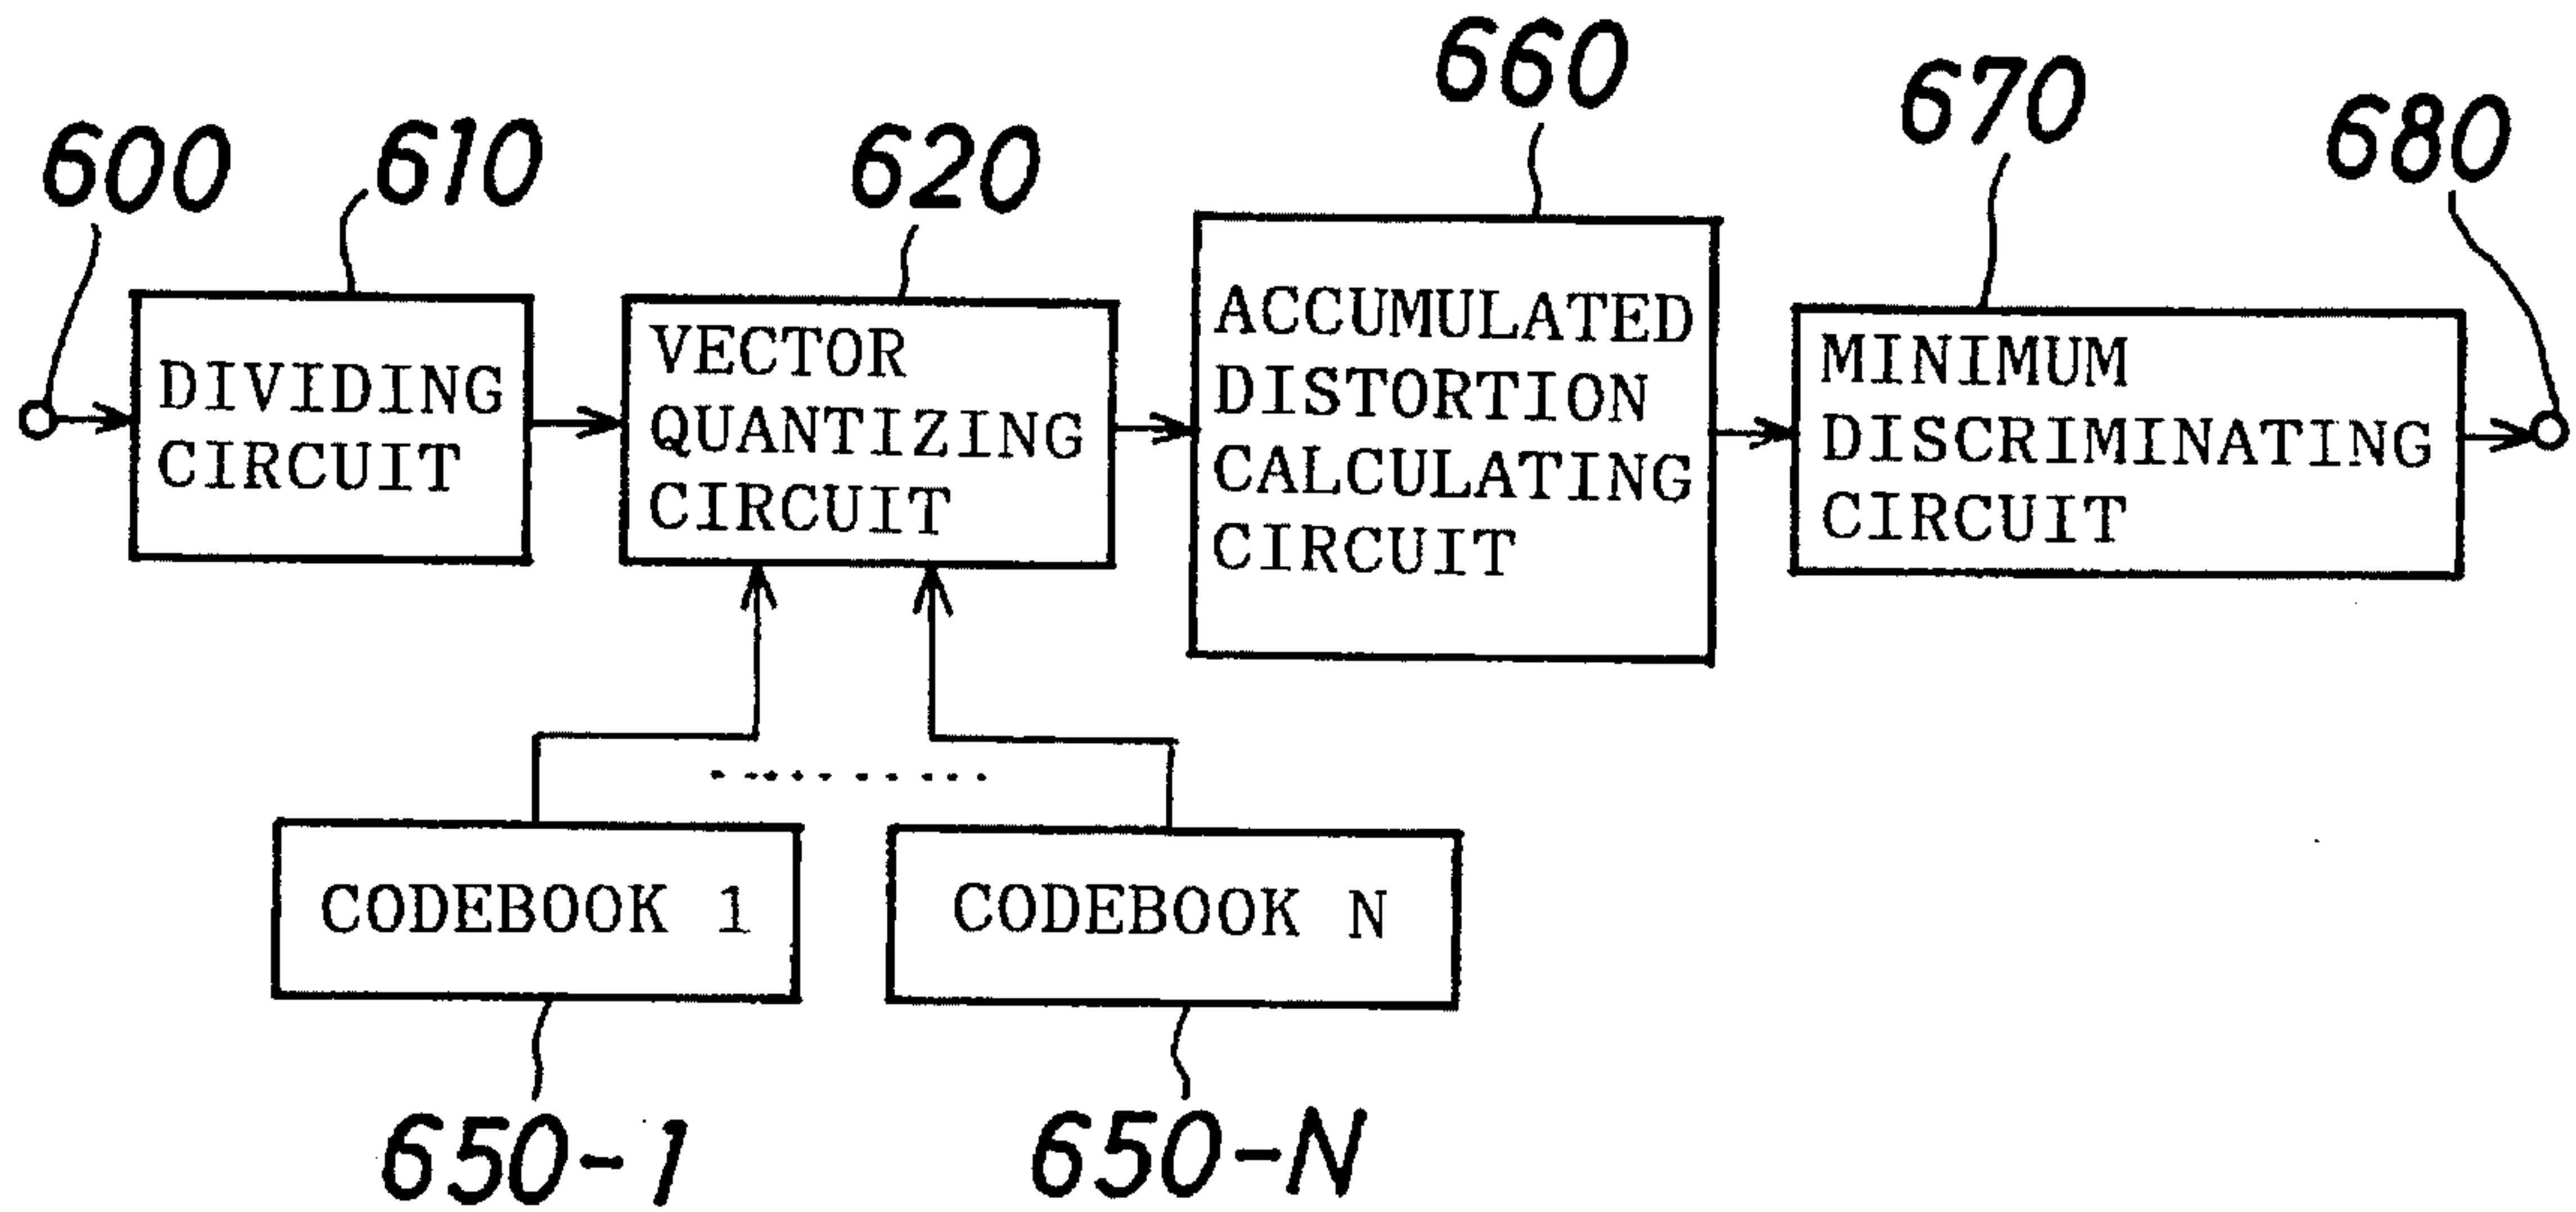 600
610
620
660
670
680
DIVIDING
CIRCUIT
VECTOR
QUANTIZING
CIRCUIT
ACCUMULATED
DISTORTION
CALCULATING
CIRCUIT
MINIMUM
DISCRIMINATING
CIRCUIT
CODEBOOK 1
CODEBOOK N
650-1
650-N